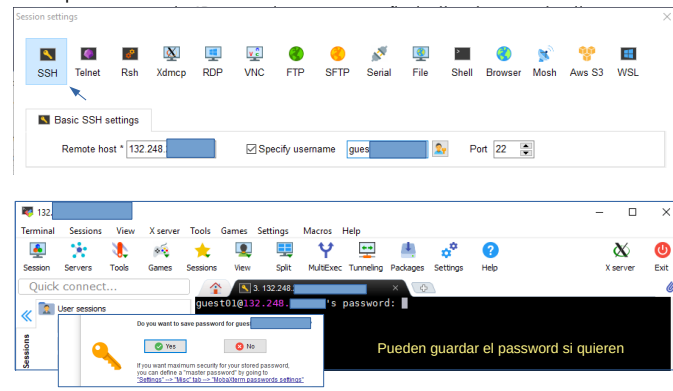 Session settings
SSH Telnet Rsh Xdmcp RDP VNC FTP SFTP Serial File Shell Browser Mosh Aws S3 WSL
Basic SSH settings
Remote host * 132.248. Specify username gues Port 22
132.
Terminal Sessions View X server Tools Games Settings Macros Help
Session Servers Tools Games Sessions View Split MultiExec Tunneling Packages Settings Help X server Exit
Quick connect...
3. 132.248.
User sessions
Sessions
guest01@132.248. 's password:
Do you want to save password for gues
Yes No
If you want maximum security for your stored password,
you can define a "master password" by going to
"Settings" --> "Misc" tab --> "MobaXterm passwords settings"
Pueden guardar el password si quieren